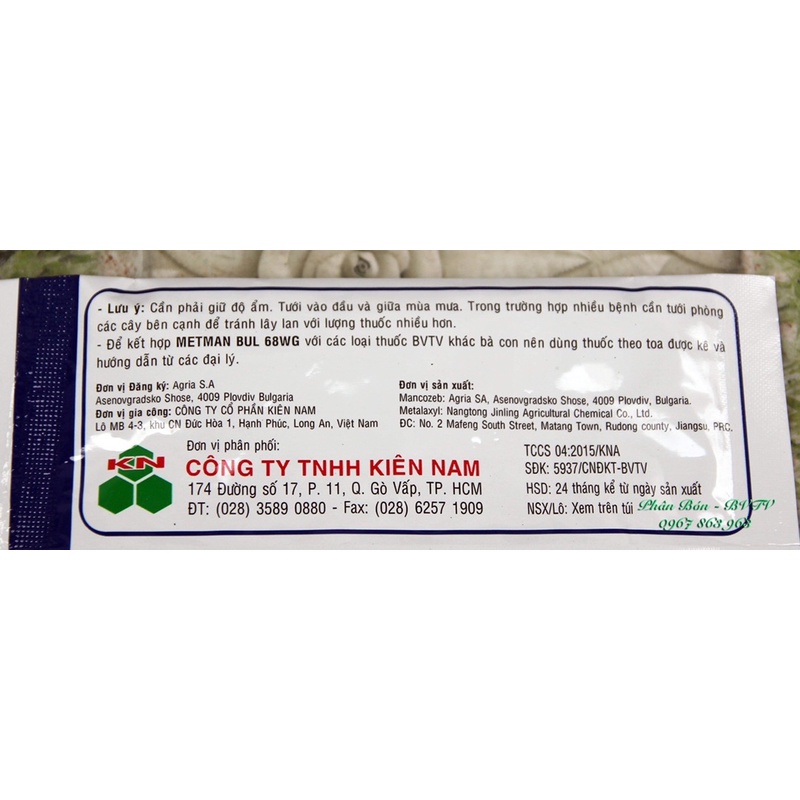 - Lưu ý: Cần phải giữ độ ẩm. Tưới vào đầu và giữa mùa mưa. Trong trường hợp nhiều bệnh cần tưới phòng
các cây bên cạnh để tránh lây lan với lượng thuốc nhiều hơn.
- Để kết hợp METMAN BUL 68WG với các loại thuốc BVTV khác bà con nên dùng thuốc theo toa được kê và
hướng dẫn từ các đại lý.
Đơn vị Đăng ký: Agria S.A
Asenovgradsko Shose, 4009 Plovdiv Bulgaria
Đơn vị gia công: CÔNG TY CỔ PHẦN KIÊN NAM
Lô MB 4-3, khu CN Đức Hòa 1, Hạnh Phúc, Long An, Việt Nam
Đơn vị sản xuất:
Mancozeb: Agria SA, Asenovgradsko Shose, 4009 Plovdiv, Bulgaria.
Metalaxyl: Nangtong Jinling Agricultural Chemical Co., Ltd.
ĐC: No. 2 Mafeng South Street, Matang Town, Rudong county, Jiangsu, PRC.
KN
Đơn vị phân phối:
CÔNG TY TNHH KIÊN NAM
174 Đường số 17, P. 11, Q. Gò Vấp, TP. HCM
ĐT: (028) 3589 0880 - Fax: (028) 6257 1909
TCCS 04:2015/KNA
SĐK: 5937/CNĐKT-BVTV
HSD: 24 tháng kể từ ngày sản xuất
NSX/Lô: Xem trên túi
Phân Bón - BVTV
0967 863 963